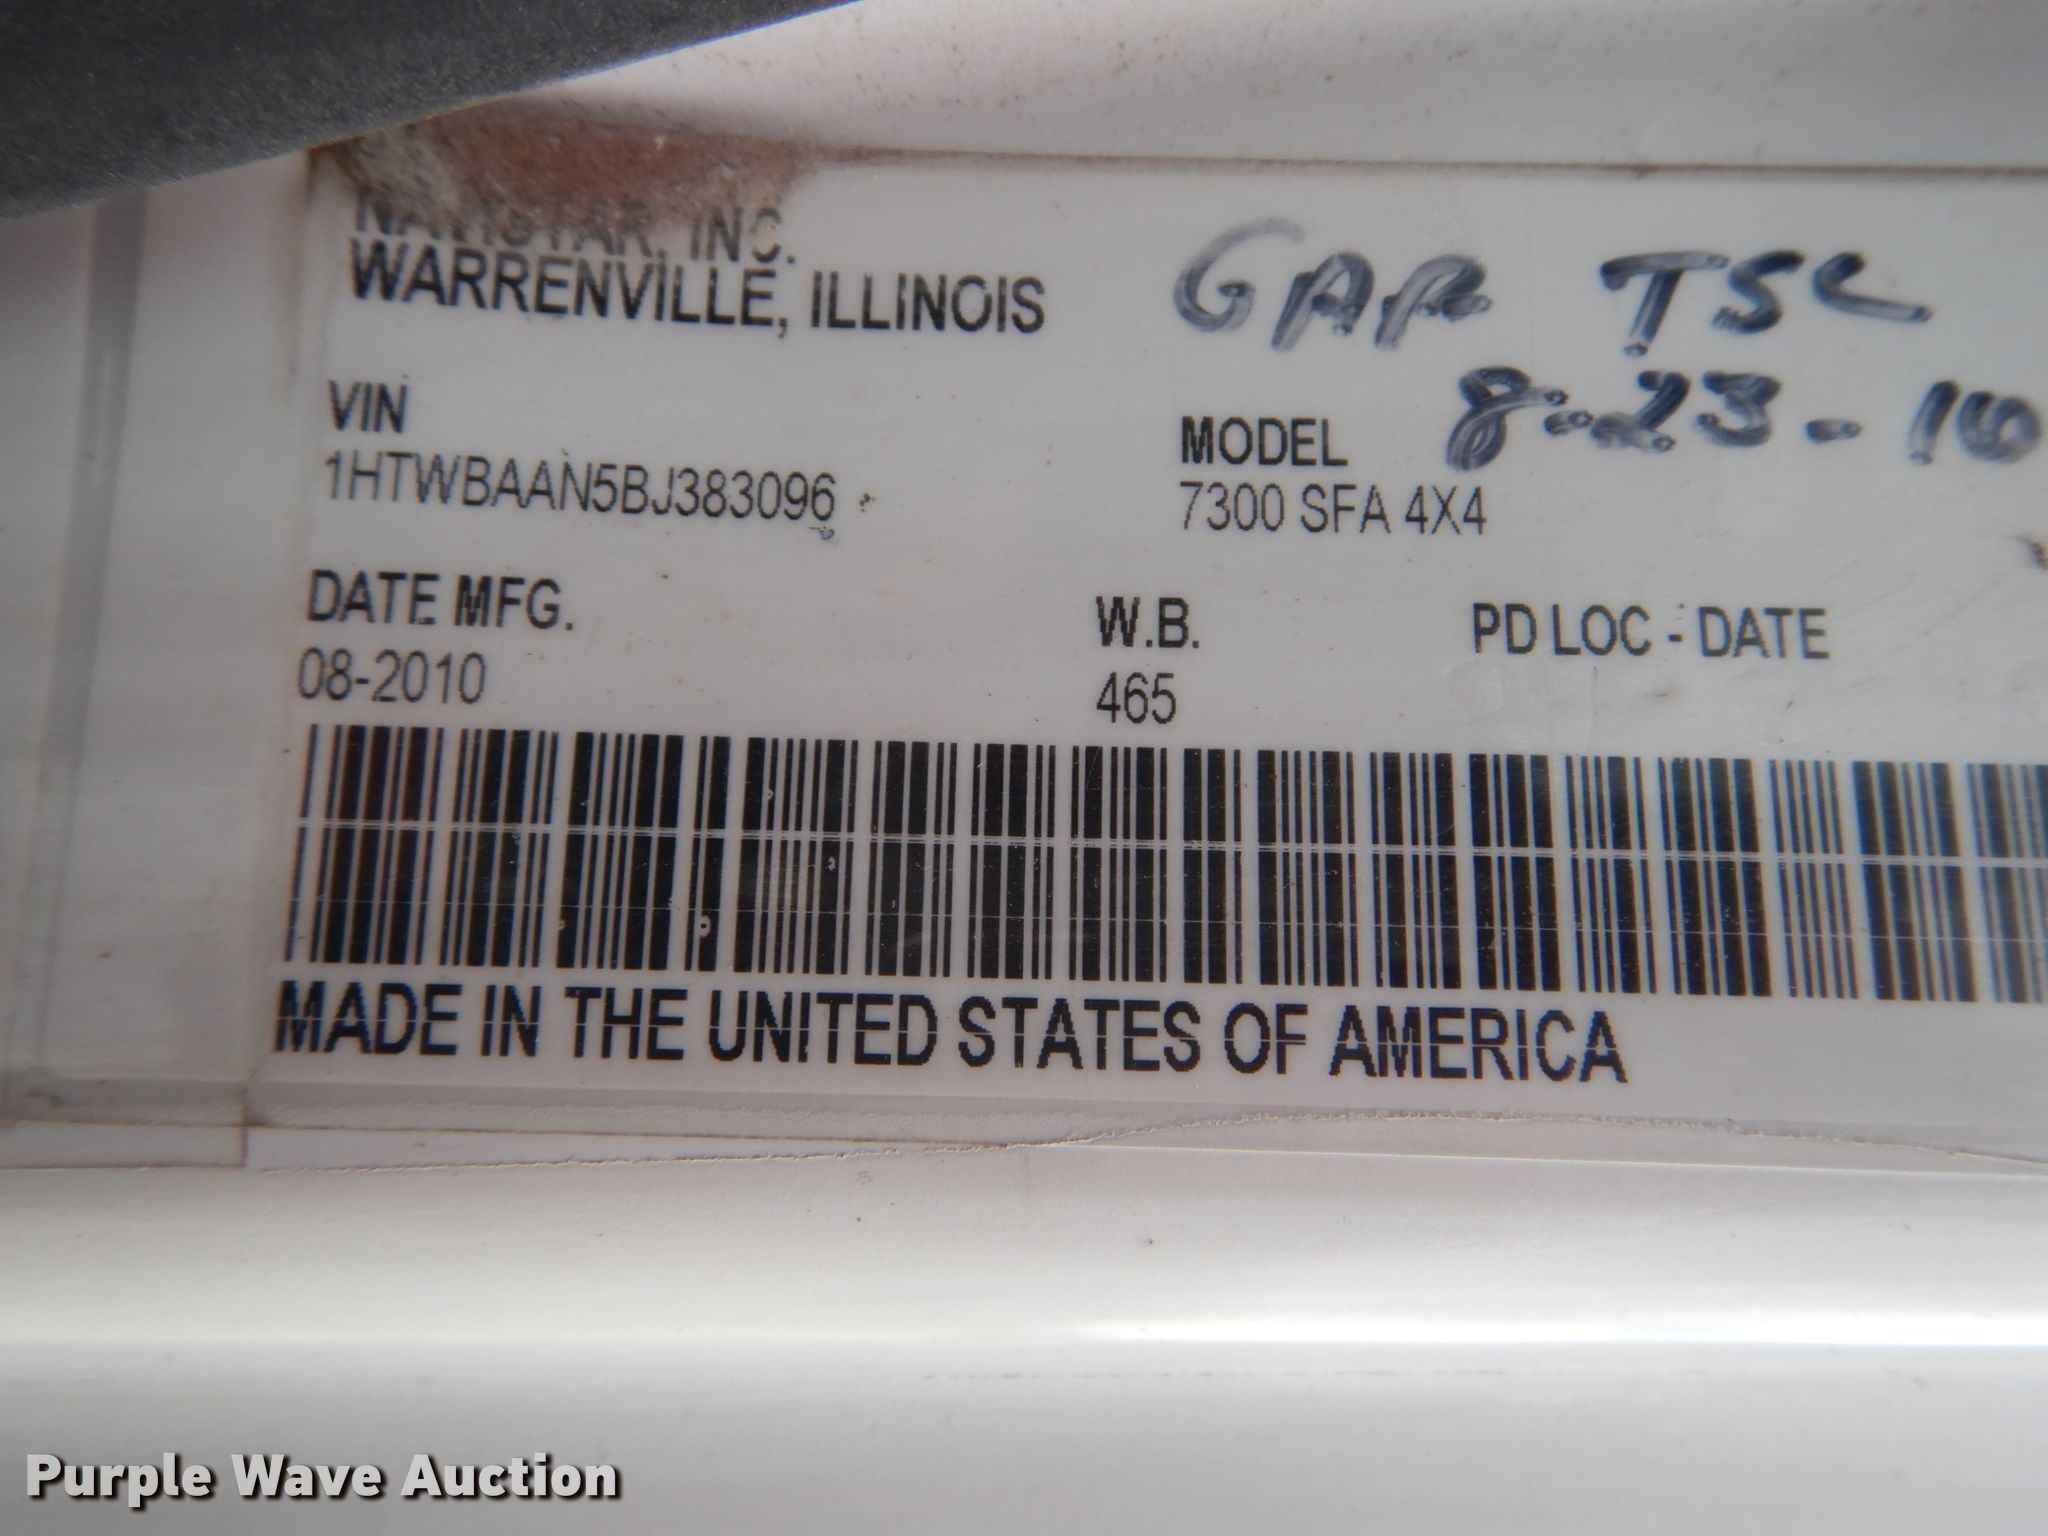 NAVISTAR, INC.
WARRENVILLE, ILLINOIS
GAR TSC
8-23-10
VIN
1HTWBAAN5BJ383096
MODEL
7300 SFA 4X4
DATE MFG.
08-2010
W.B.
465
PD LOC - DATE
MADE IN THE UNITED STATES OF AMERICA
Purple Wave Auction